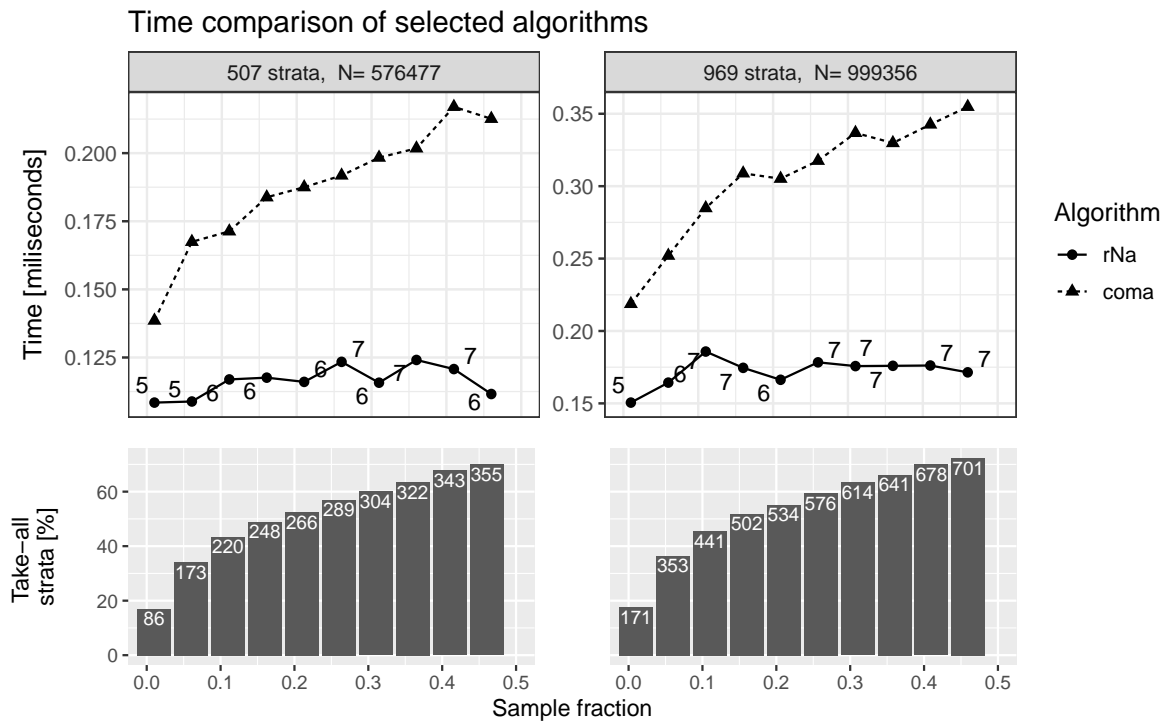 Time comparison of selected algorithms
507 strata, N= 576477
969 strata, N= 999356
Time [miliseconds]
0.200
0.175
0.150
0.125
5 5 6 6 6 7 6 7 7 6
0.35
0.30
0.25
0.20
0.15
5 6 7 7 6 7 7 7 7 7
Algorithm
rNa
coma
Take−all
strata [%]
60
40
20
0
86 173 220 248 266 289 304 322 343 355
171 353 441 502 534 576 614 641 678 701
0.0 0.1 0.2 0.3 0.4 0.5
0.0 0.1 0.2 0.3 0.4 0.5
Sample fraction